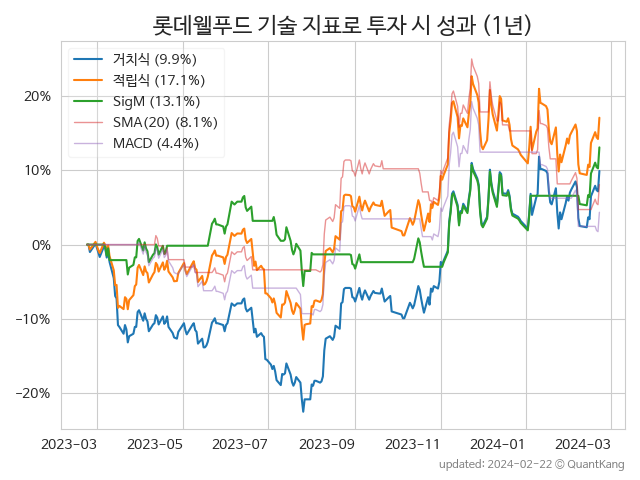 롯데웰푸드 기술 지표로 투자 시 성과 (1년)
거치식 (9.9%)
적립식 (17.1%)
SigM (13.1%)
SMA(20) (8.1%)
MACD (4.4%)
20%
10%
0%
−10%
−20%
2023-03 2023-05 2023-07 2023-09 2023-11 2024-01 2024-03
updated: 2024-02-22 © QuantKang